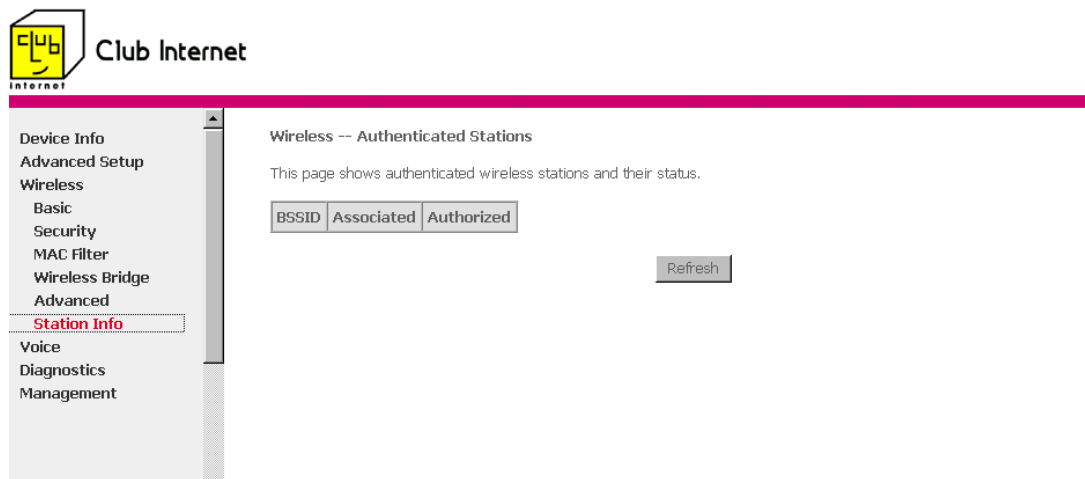 cLub
internet
Club Internet
Device Info
Advanced Setup
Wireless
Basic
Security
MAC Filter
Wireless Bridge
Advanced
Station Info
Voice
Diagnostics
Management
Wireless -- Authenticated Stations
This page shows authenticated wireless stations and their status.
BSSID Associated Authorized
Refresh